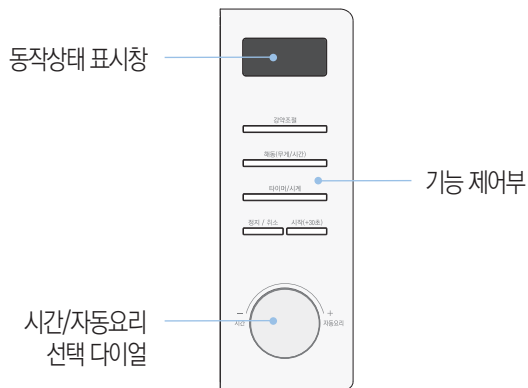 동작상태 표시창
강약조절
해동(무게/시간)
타이머/시계
기능 제어부
정지 / 취소
시작(+30초)
시간/자동요리
선택 다이얼
− +
시간 자동요리